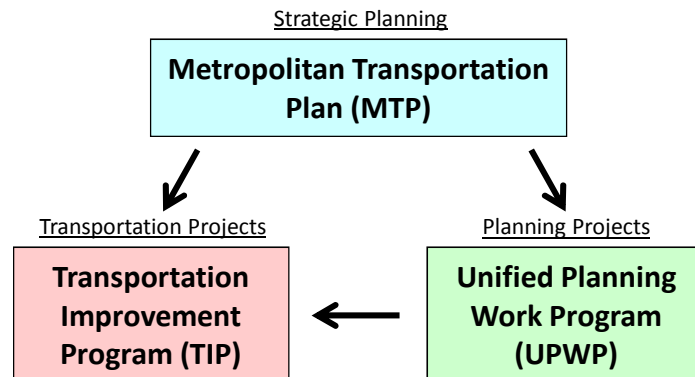 Strategic Planning
Metropolitan Transportation
Plan (MTP)
Transportation Projects
Planning Projects
Transportation
Improvement
Program (TIP)
Unified Planning
Work Program
(UPWP)